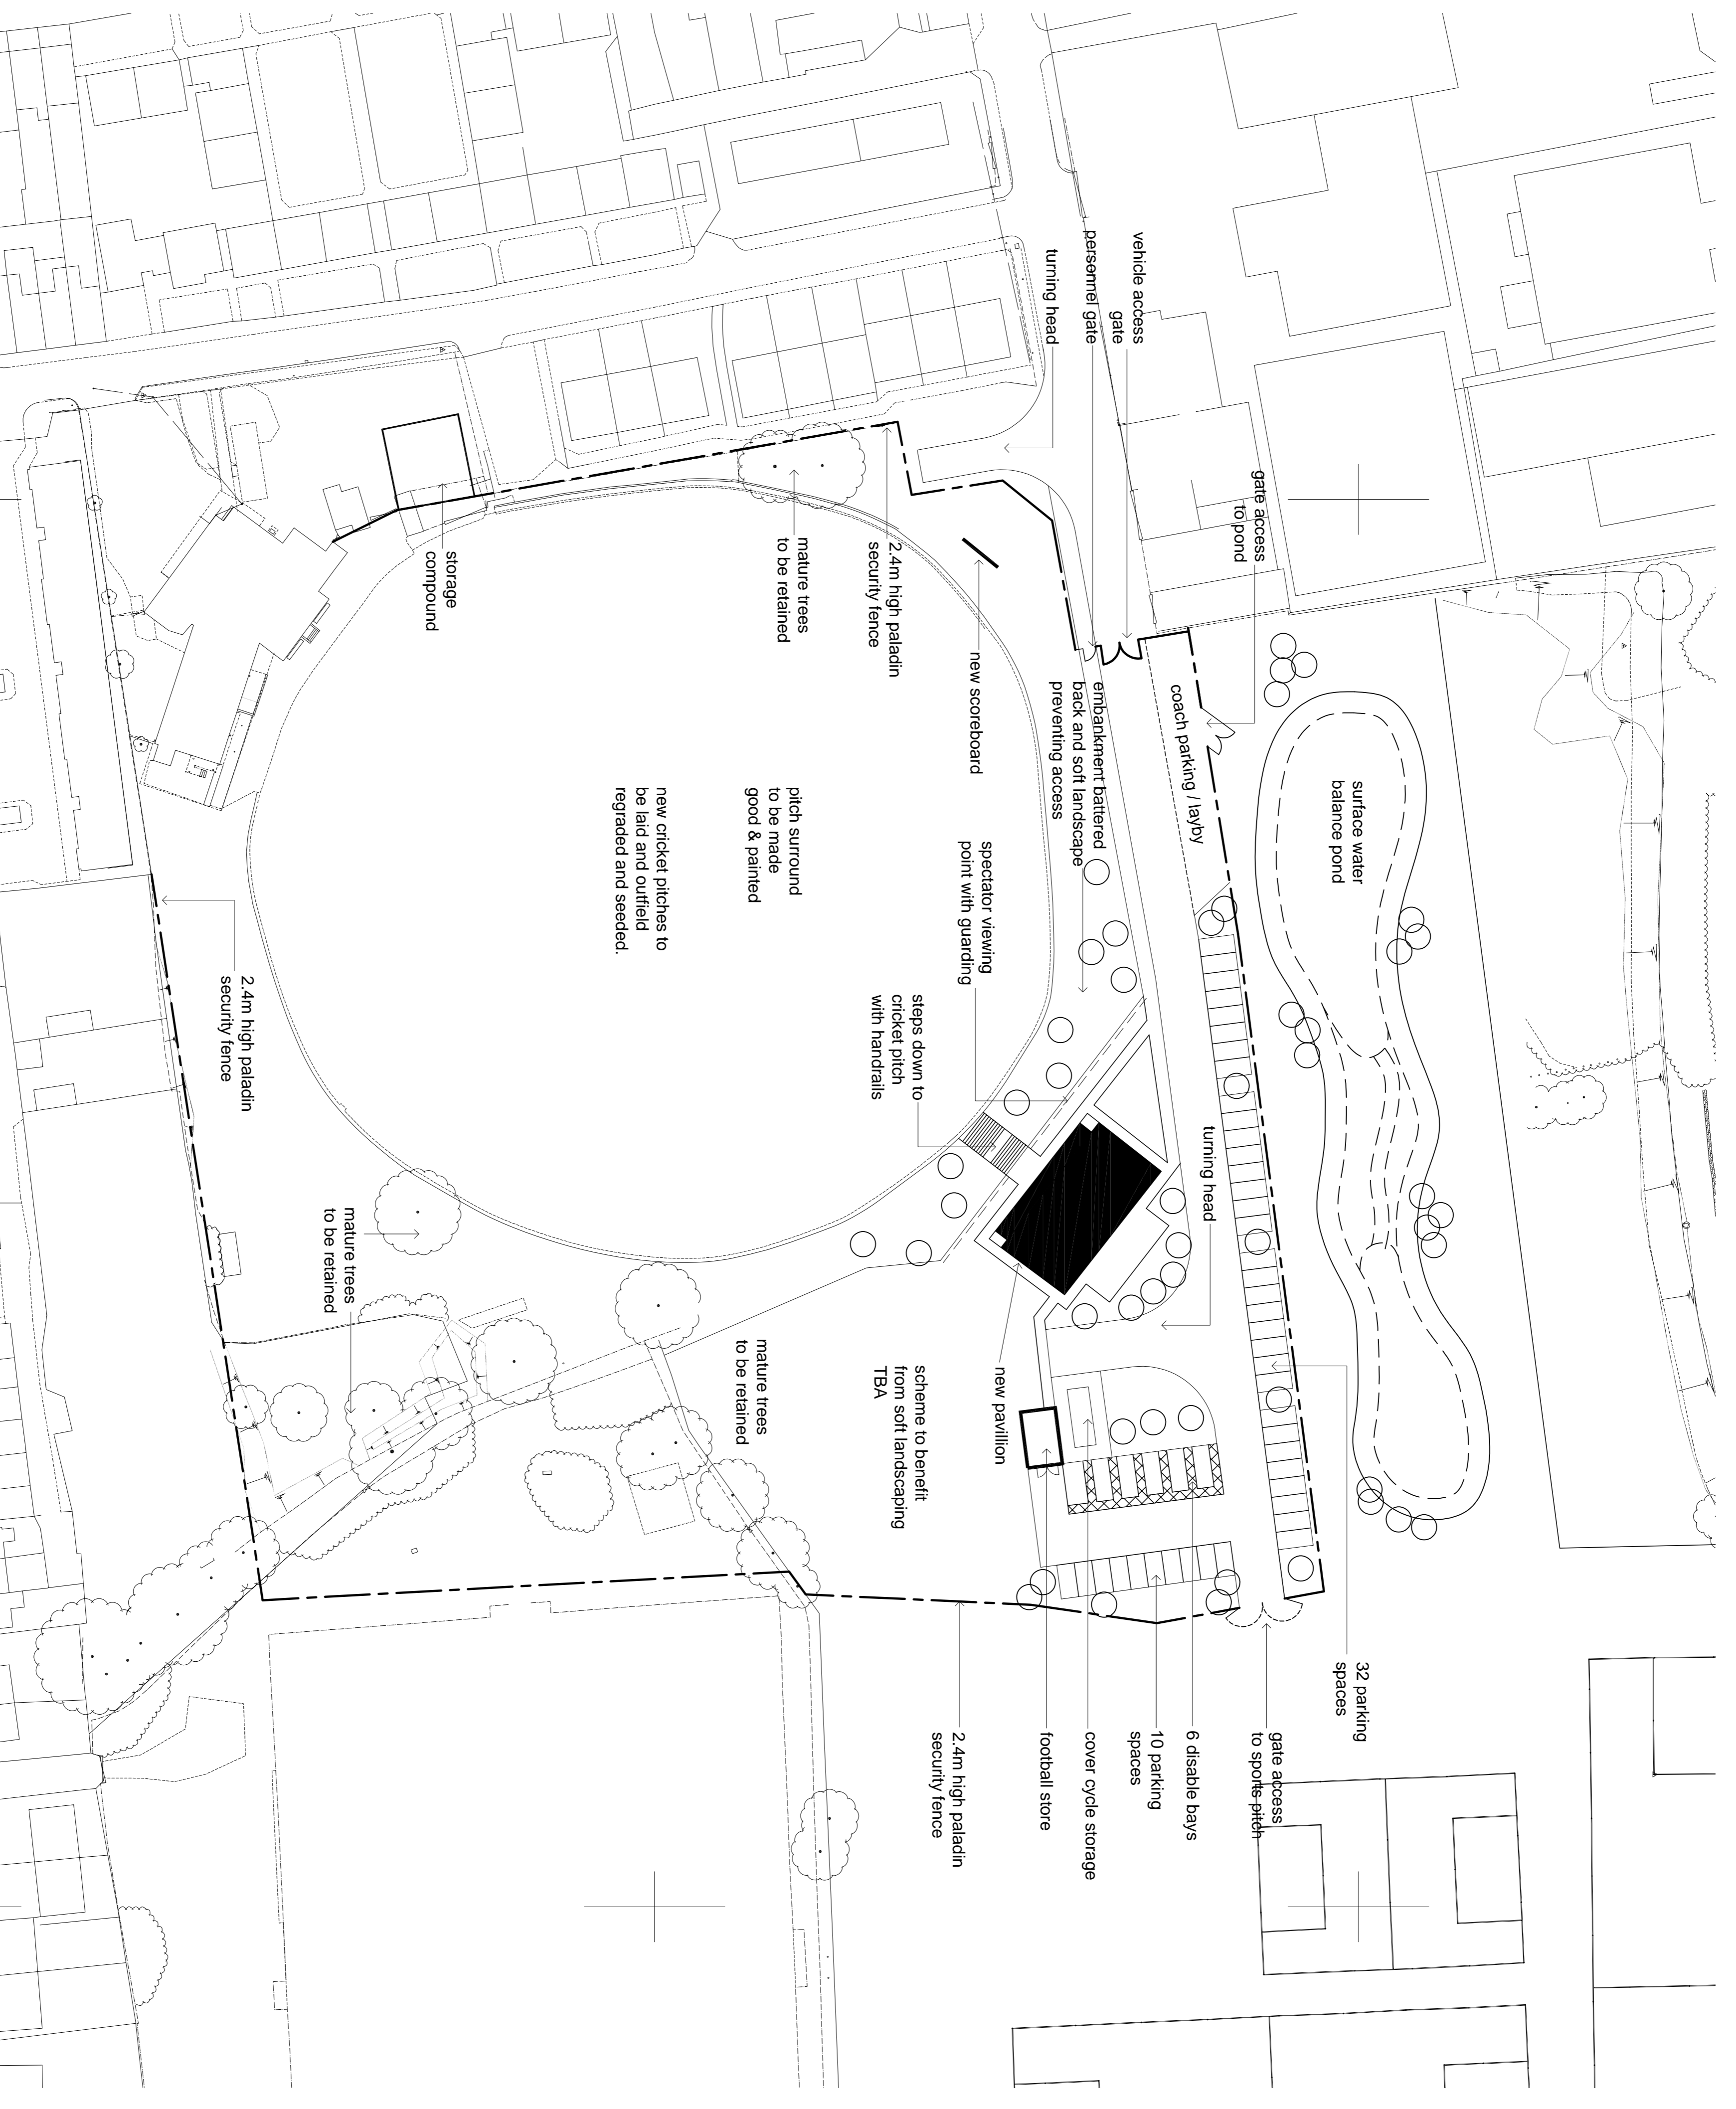 vehicle access
gate
personnel gate
turning head
gate access
to pond
2.4m high paladin
security fence
mature trees
to be retained
storage
compound
new scoreboard
coach parking / layby
embankment battered
back and soft landscape
preventing access
surface water
balance pond
pitch surround
to be made
good & painted
new cricket pitches to
be laid and outfield
regraded and seeded.
spectator viewing
point with guarding
steps down to
cricket pitch
with handrails
2.4m high paladin
security fence
turning head
mature trees
to be retained
mature trees
to be retained
scheme to benefit
from soft landscaping
TBA
new pavillion
32 parking
spaces
gate access
to sports pitch
6 disable bays
10 parking
spaces
cover cycle storage
football store
2.4m high paladin
security fence